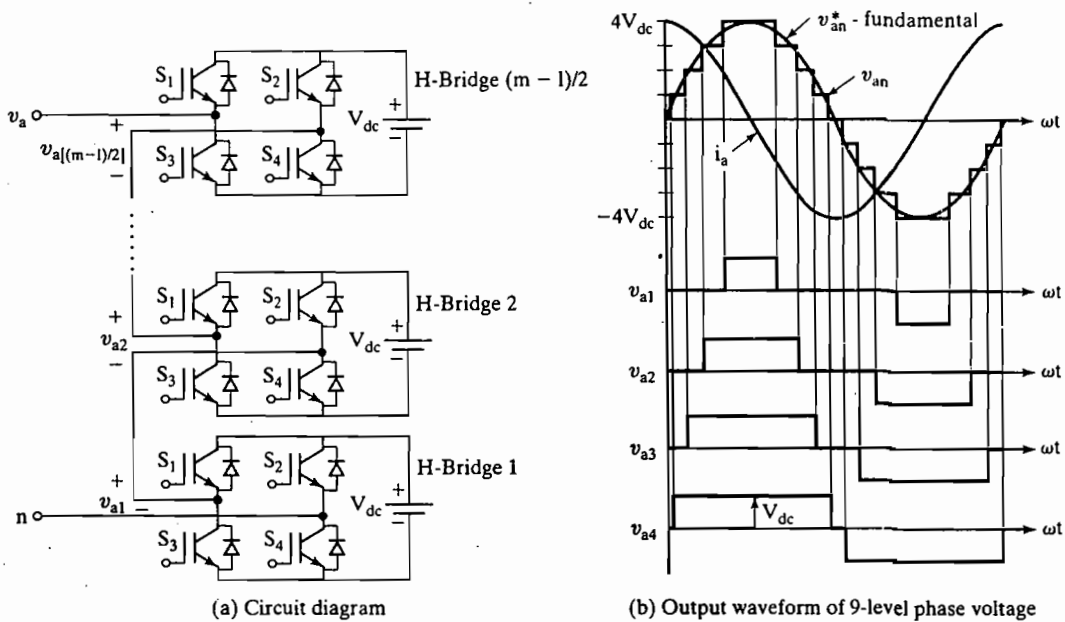 S1
S2
H-Bridge (m − 1)/2
va
+
va[(m−1)/2]
−
Vdc
+
−
S3
S4
S1
S2
H-Bridge 2
+
va2
−
Vdc
+
−
S3
S4
S1
S2
H-Bridge 1
+
va1
−
Vdc
+
−
n
S3
S4
(a) Circuit diagram
4Vdc
v*an - fundamental
van
ωt
ia
−4Vdc
va1
ωt
va2
ωt
va3
ωt
Vdc
va4
ωt
(b) Output waveform of 9-level phase voltage